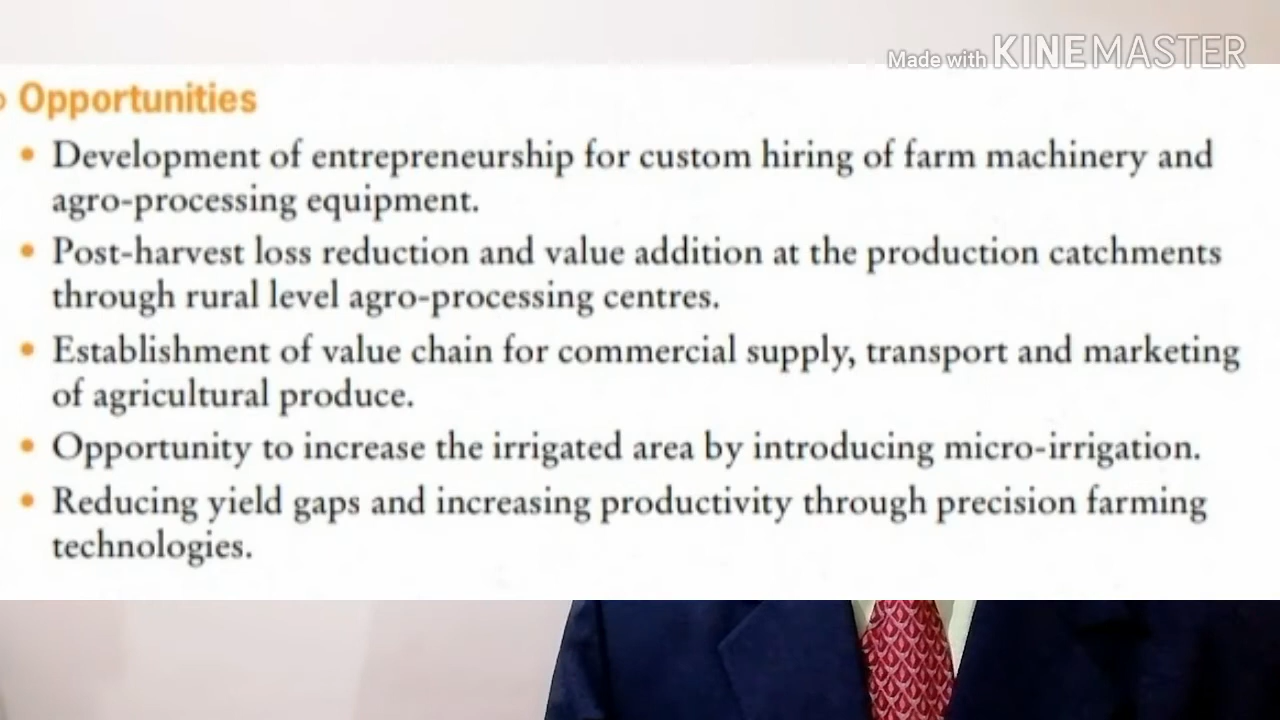 Made with KINEMASTER
Opportunities
• Development of entrepreneurship for custom hiring of farm machinery and
agro-processing equipment.
• Post-harvest loss reduction and value addition at the production catchments
through rural level agro-processing centres.
• Establishment of value chain for commercial supply, transport and marketing
of agricultural produce.
• Opportunity to increase the irrigated area by introducing micro-irrigation.
• Reducing yield gaps and increasing productivity through precision farming
technologies.